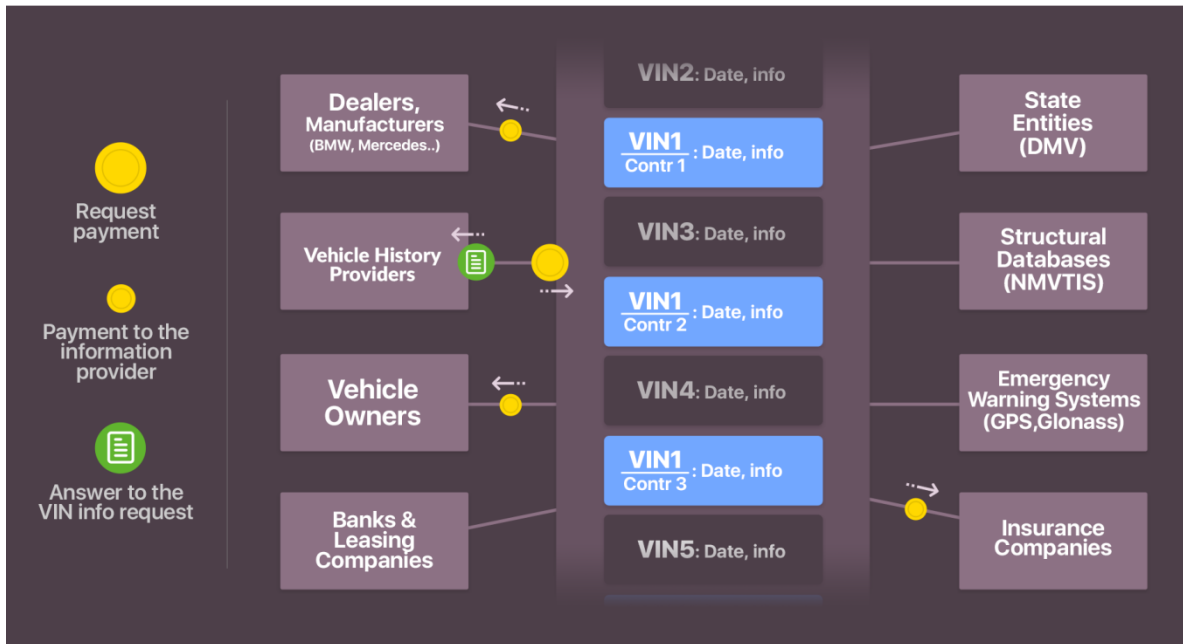 Request
payment
Payment to the
information
provider
Answer to the
VIN info request
Dealers,
Manufacturers
(BMW, Mercedes..)
Vehicle History
Providers
Vehicle
Owners
Banks &
Leasing
Companies
VIN2: Date, info
VIN1
Contr 1
: Date, info
VIN3: Date, info
VIN1
Contr 2
: Date, info
VIN4: Date, info
VIN1
Contr 3
: Date, info
VIN5: Date, info
State
Entities
(DMV)
Structural
Databases
(NMVTIS)
Emergency
Warning Systems
(GPS,Glonass)
Insurance
Companies